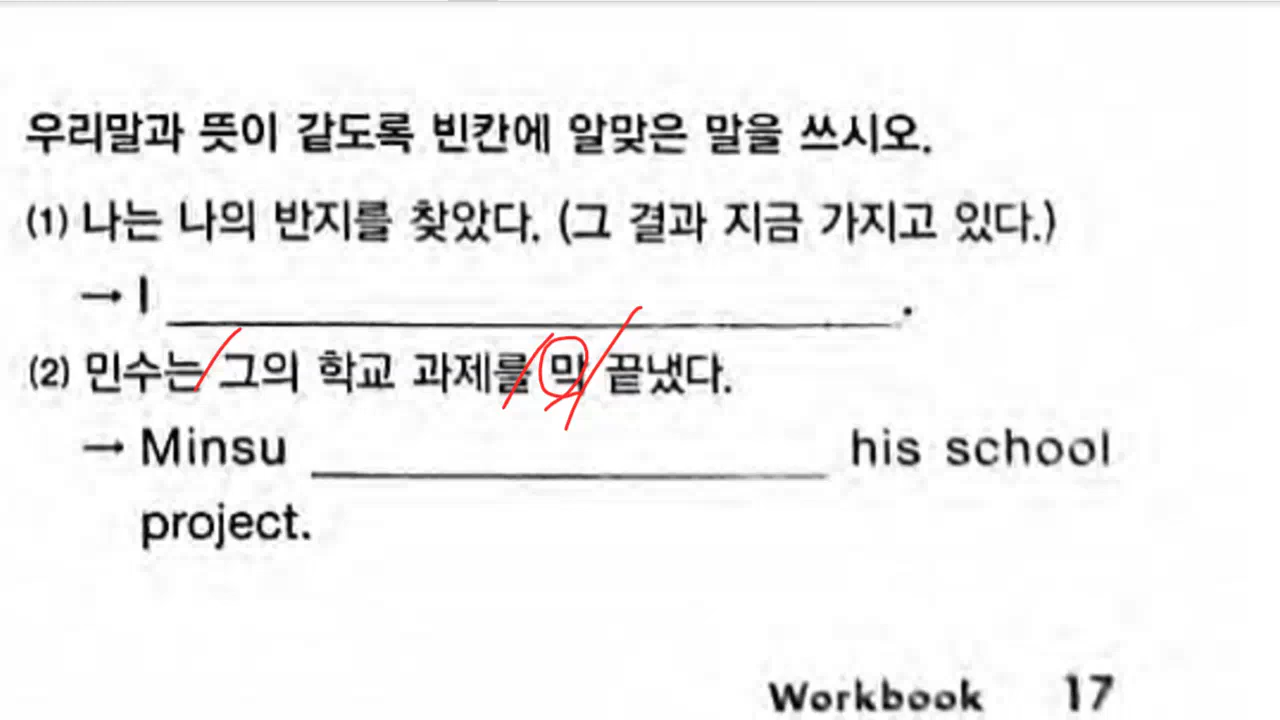 우리말과 뜻이 같도록 빈칸에 알맞은 말을 쓰시오.
(1) 나는 나의 반지를 찾았다. (그 결과 지금 가지고 있다.)
→ I ____________________.
(2) 민수는 그의 학교 과제를 막 끝냈다.
→ Minsu ____________________ his school
project.
Workbook 17